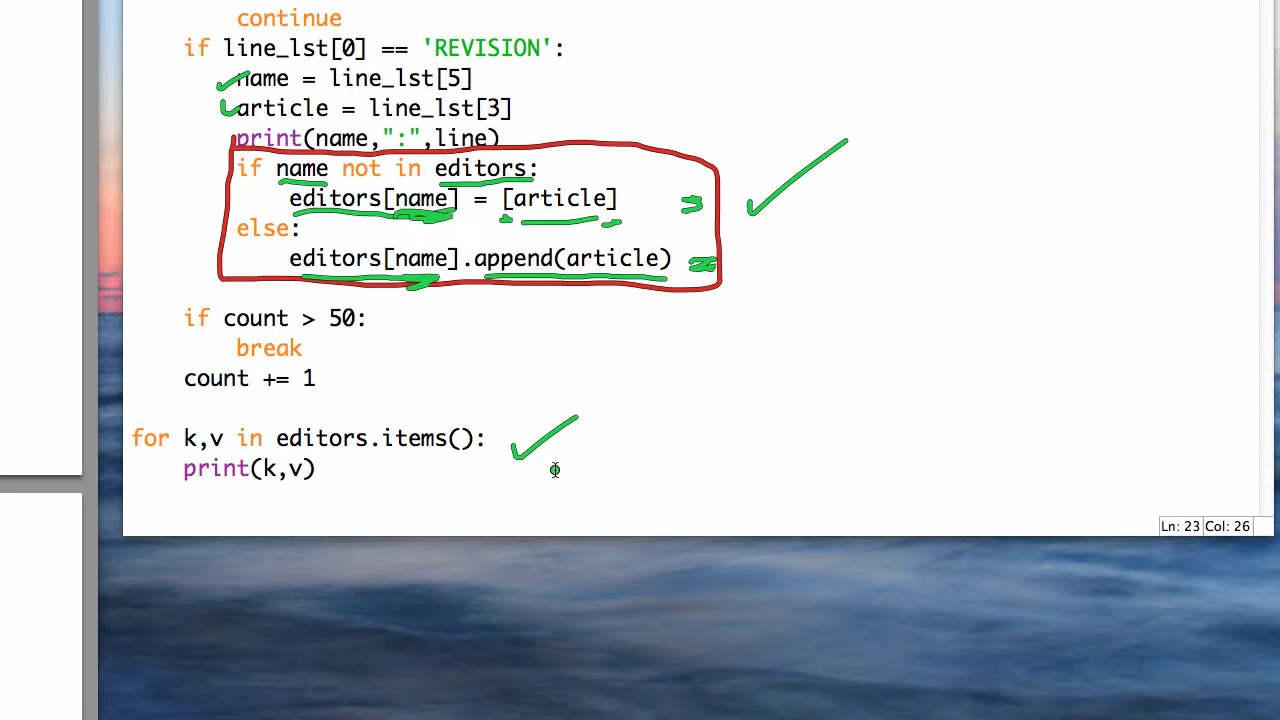 continue
if line_lst[0] == 'REVISION':
name = line_lst[5]
article = line_lst[3]
print(name,":",line)
if name not in editors:
editors[name] = [article]
else:
editors[name].append(article)
if count > 50:
break
count += 1
for k,v in editors.items():
print(k,v)
Ln: 23 Col: 26